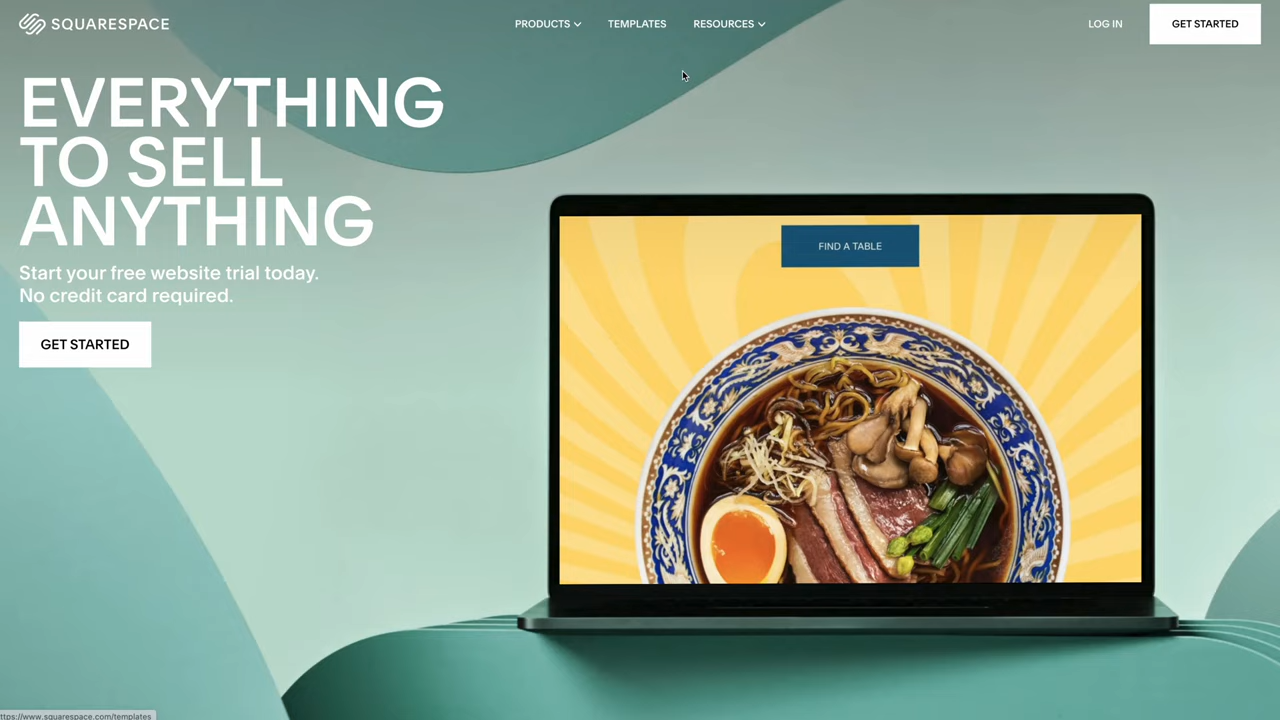 SQUARESPACE
PRODUCTS
TEMPLATES
RESOURCES
LOG IN
GET STARTED
EVERYTHING
TO SELL
ANYTHING
Start your free website trial today.
No credit card required.
GET STARTED
FIND A TABLE
ttps://www.squarespace.com/templates